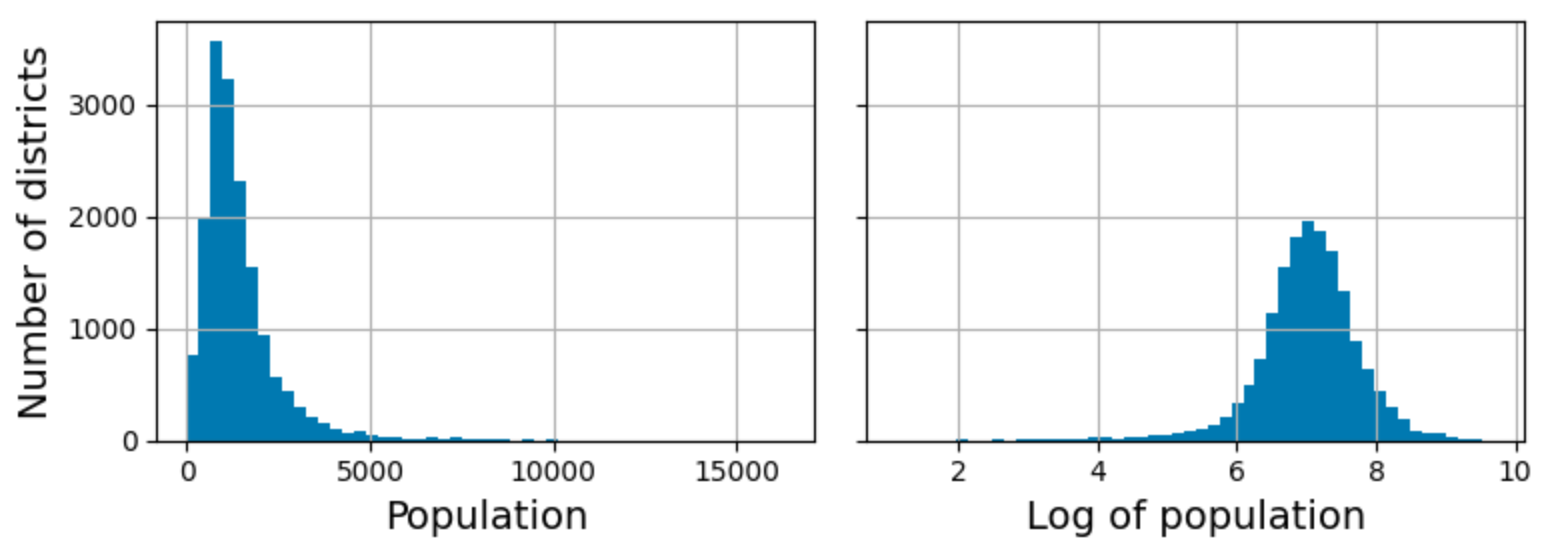 Number of districts
3000
2000
1000
0
0 5000 10000 15000
Population
2 4 6 8 10
Log of population